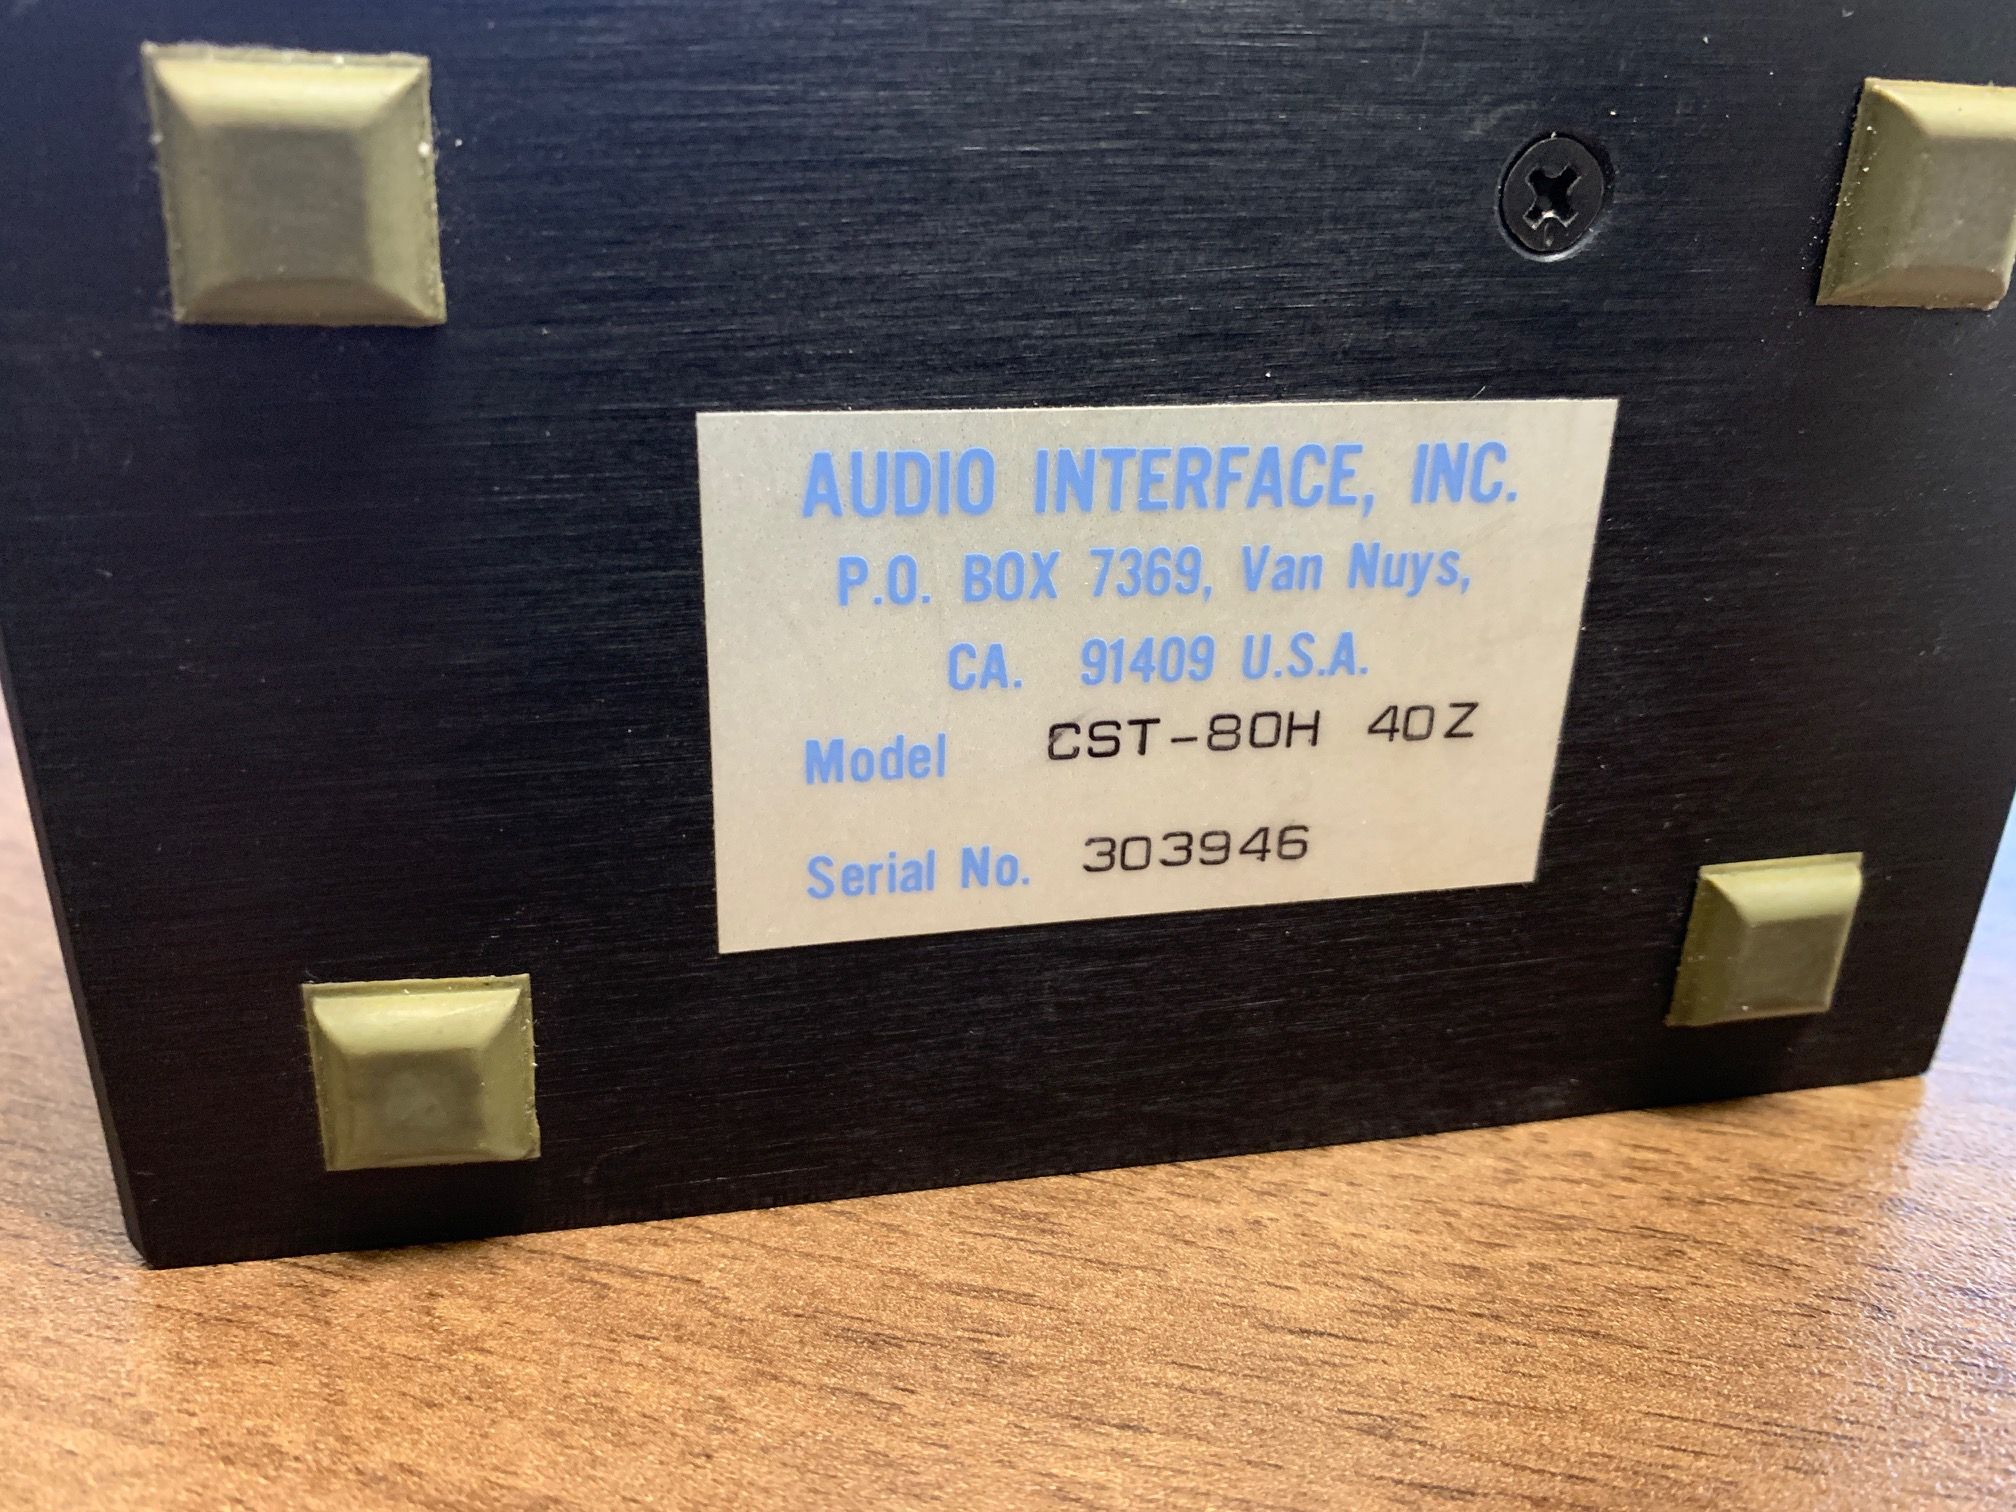 AUDIO INTERFACE, INC.
P.O. BOX 7369, Van Nuys,
CA. 91409 U.S.A.
Model CST-80H 40Z
Serial No. 303946